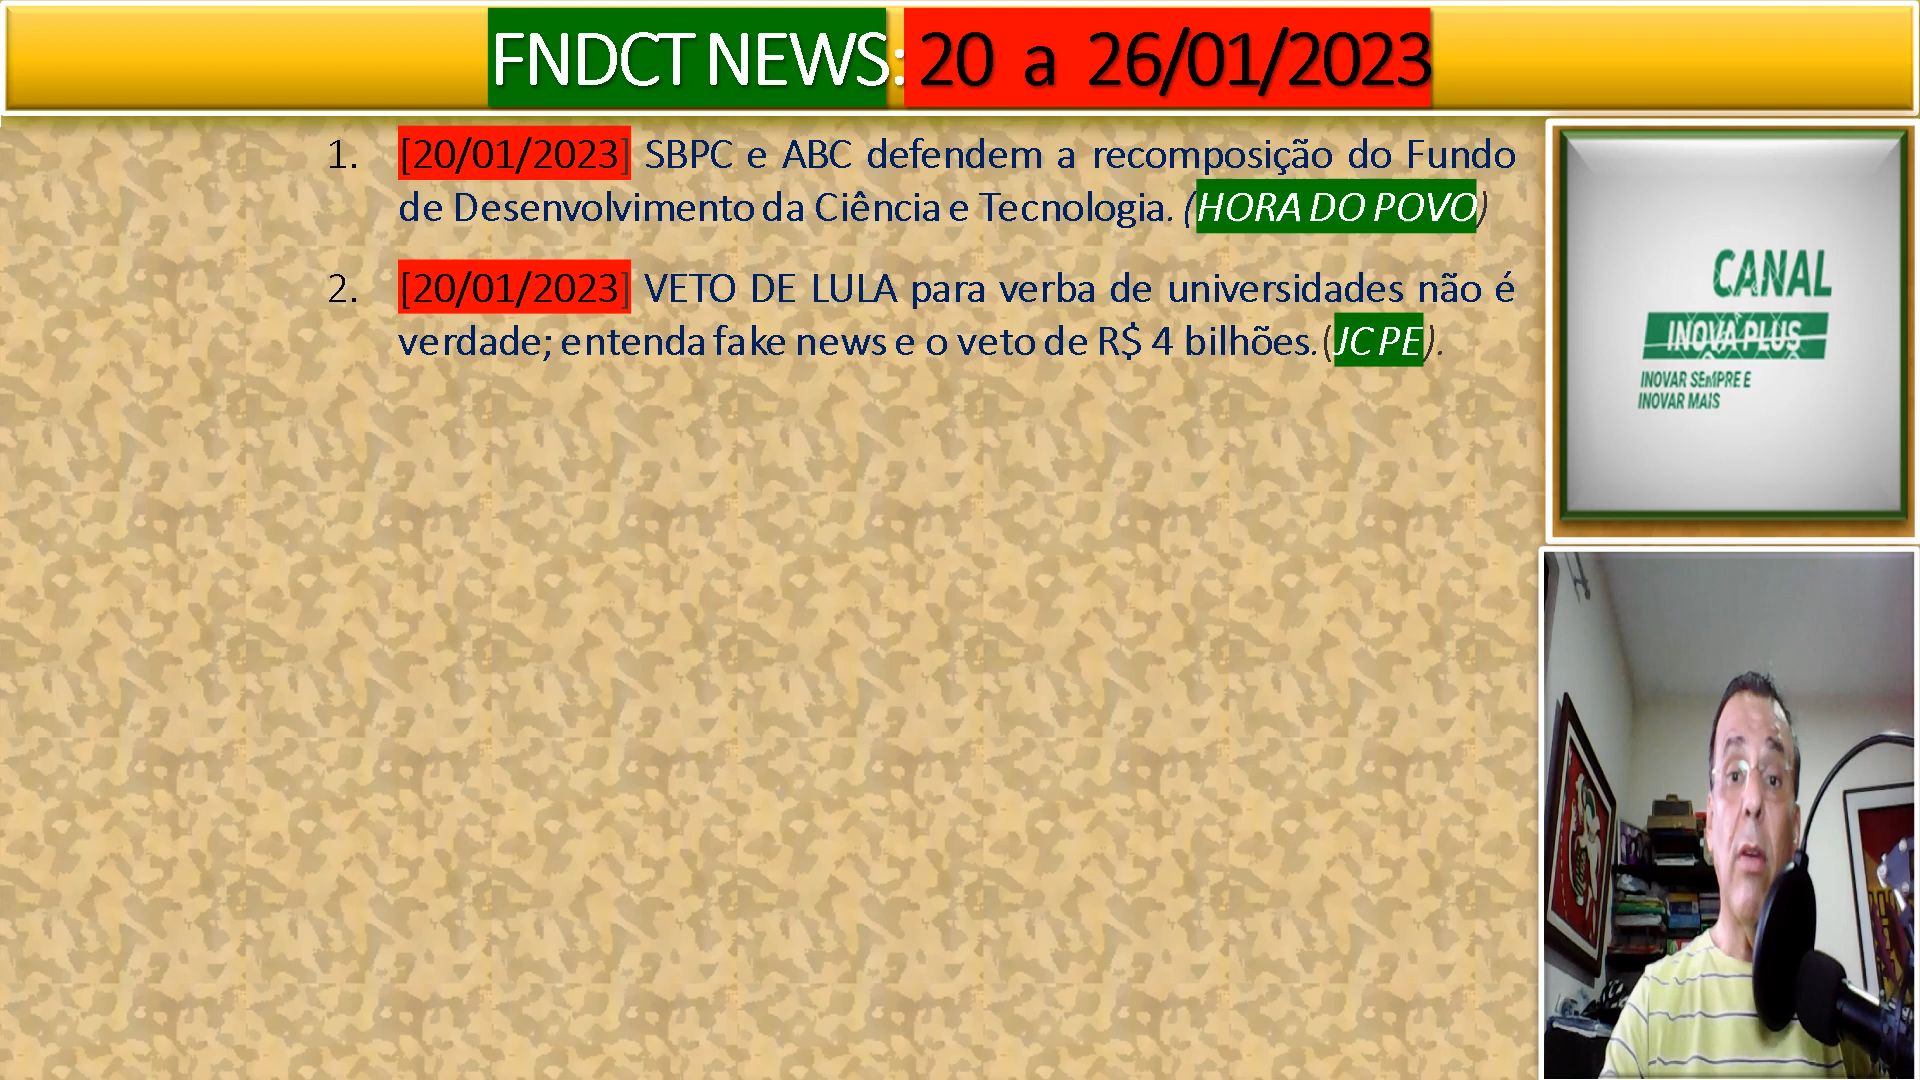 FNDCT NEWS: 20 a 26/01/2023
1. [20/01/2023] SBPC e ABC defendem a recomposição do Fundo
de Desenvolvimento da Ciência e Tecnologia. (HORA DO POVO)
2. [20/01/2023] VETO DE LULA para verba de universidades não é
verdade; entenda fake news e o veto de R$ 4 bilhões.(JC PE).
CANAL
INOVA PLUS
INOVAR SEMPRE E
INOVAR MAIS